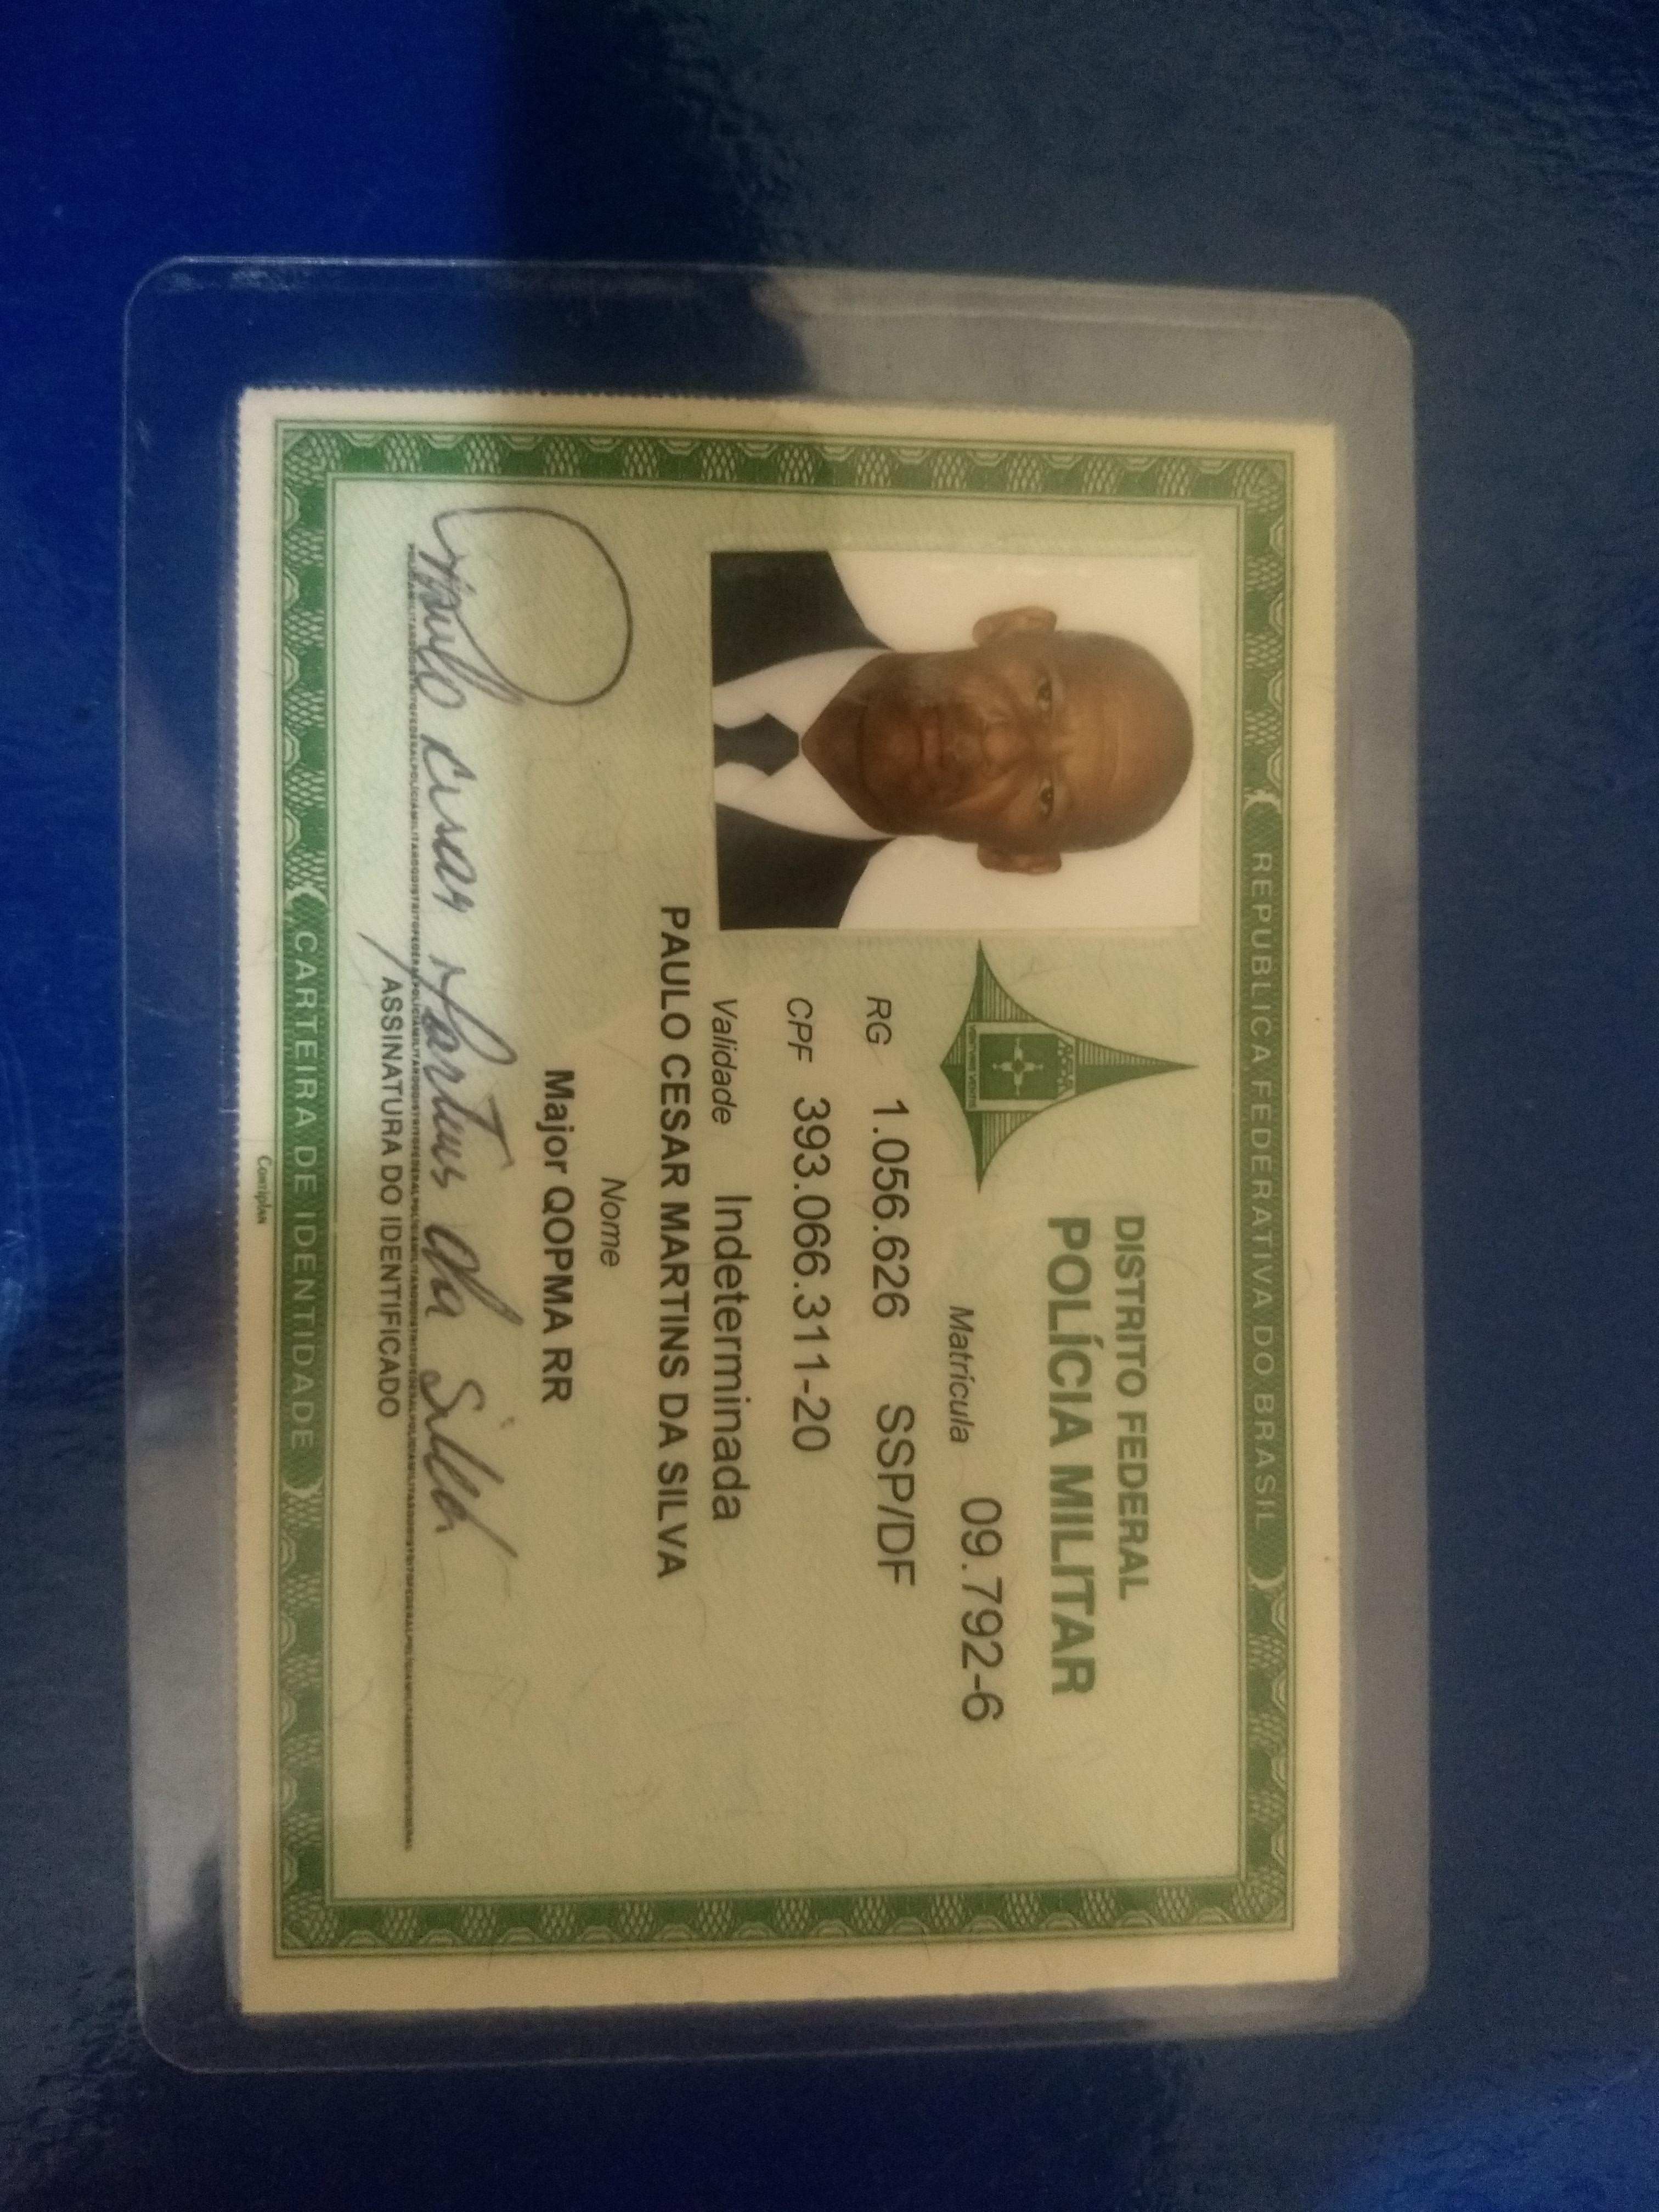 REPÚBLICA FEDERATIVA DO BRASIL
DISTRITO FEDERAL
POLÍCIA MILITAR
Matrícula 09.792-6
RG 1.056.626 SSP/DF
CPF 393.066.311-20
Validade Indeterminada
PAULO CESAR MARTINS DA SILVA
Nome
Major QOPMA RR
Paulo Cesar Martins da Silva
ASSINATURA DO IDENTIFICADO
CARTEIRA DE IDENTIDADE
Contiplan